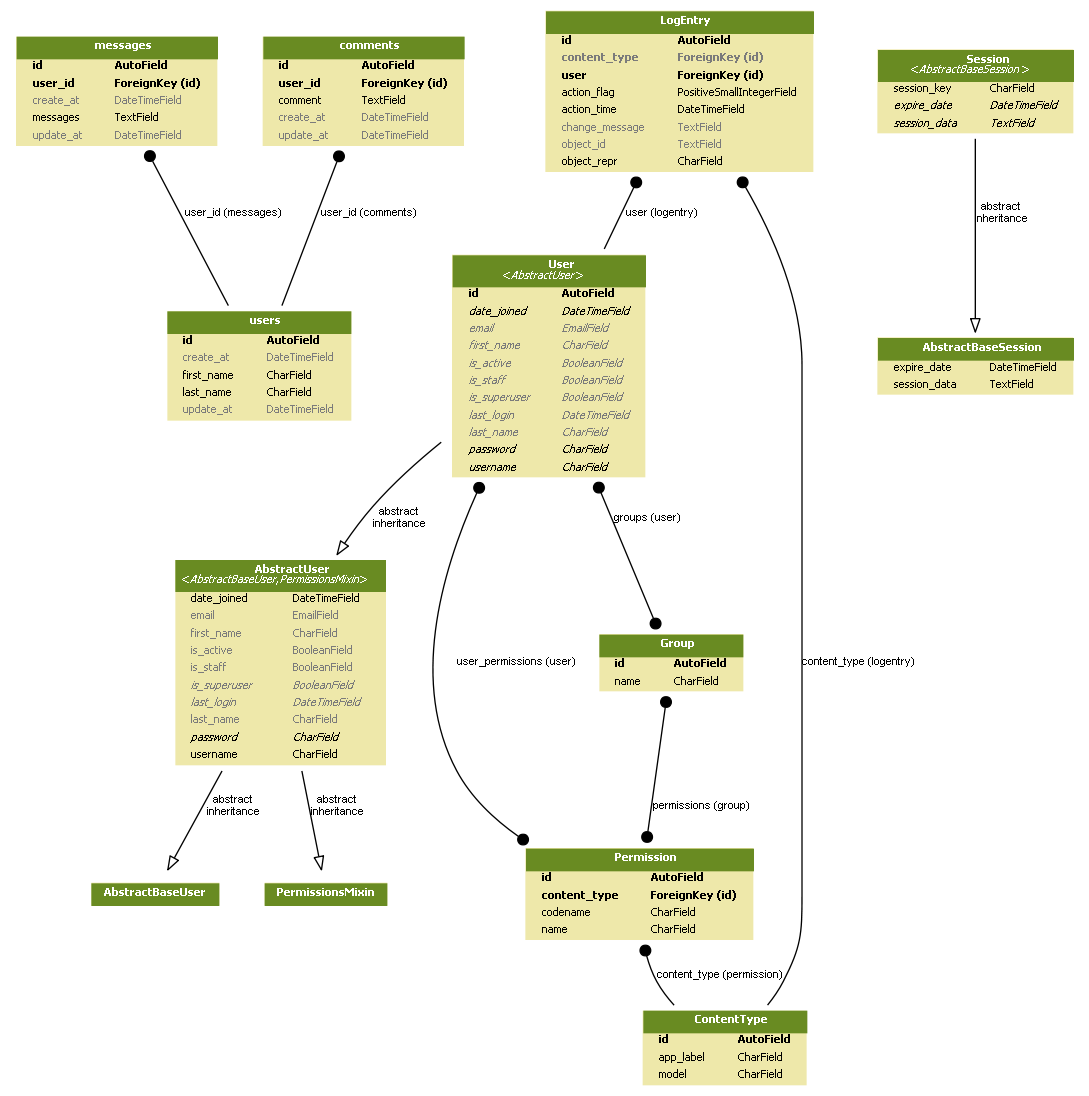 messages
id AutoField
user_id ForeignKey (id)
create_at DateTimeField
messages TextField
update_at DateTimeField
comments
id AutoField
user_id ForeignKey (id)
comment TextField
create_at DateTimeField
update_at DateTimeField
LogEntry
id AutoField
content_type ForeignKey (id)
user ForeignKey (id)
action_flag PositiveSmallIntegerField
action_time DateTimeField
change_message TextField
object_id TextField
object_repr CharField
Session
<AbstractBaseSession>
session_key CharField
expire_date DateTimeField
session_data TextField
user_id (messages)
user_id (comments)
user (logentry)
abstract
inheritance
User
<AbstractUser>
id AutoField
date_joined DateTimeField
email EmailField
first_name CharField
is_active BooleanField
is_staff BooleanField
is_superuser BooleanField
last_login DateTimeField
last_name CharField
password CharField
username CharField
users
id AutoField
create_at DateTimeField
first_name CharField
last_name CharField
update_at DateTimeField
AbstractBaseSession
expire_date DateTimeField
session_data TextField
abstract
inheritance
groups (user)
AbstractUser
<AbstractBaseUser,PermissionsMixin>
date_joined DateTimeField
email EmailField
first_name CharField
is_active BooleanField
is_staff BooleanField
is_superuser BooleanField
last_login DateTimeField
last_name CharField
password CharField
username CharField
user_permissions (user)
Group
id AutoField
name CharField
content_type (logentry)
abstract
inheritance
abstract
inheritance
permissions (group)
AbstractBaseUser
PermissionsMixin
Permission
id AutoField
content_type ForeignKey (id)
codename CharField
name CharField
content_type (permission)
ContentType
id AutoField
app_label CharField
model CharField